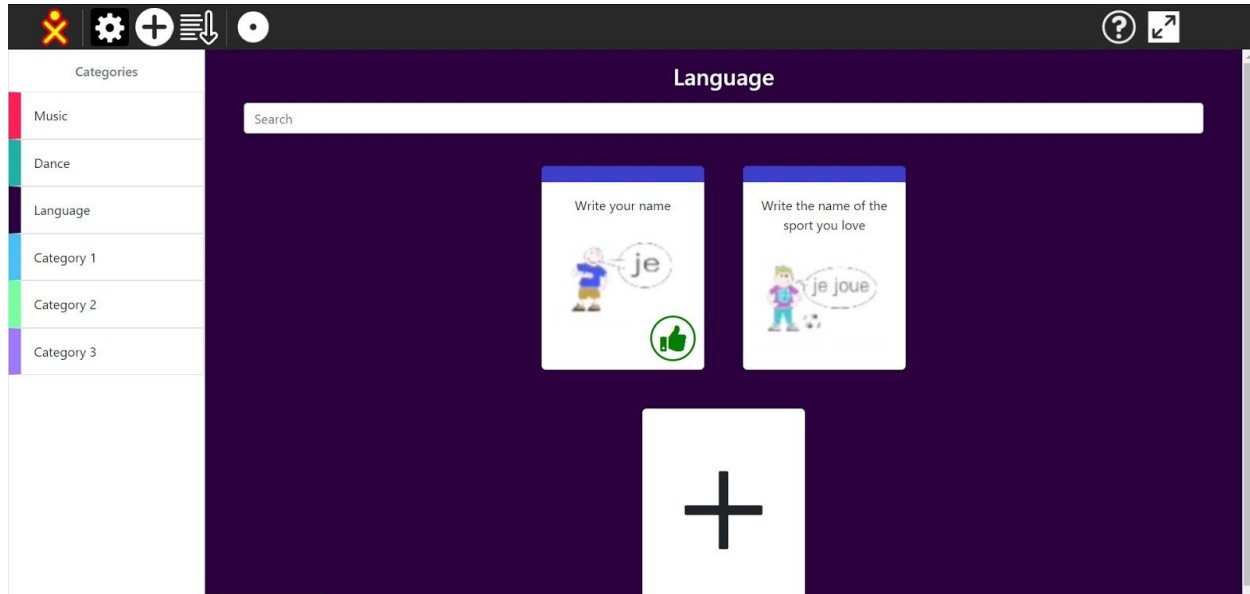 Categories
Music
Dance
Language
Category 1
Category 2
Category 3
Language
Search
Write your name
je
Write the name of the
sport you love
je joue